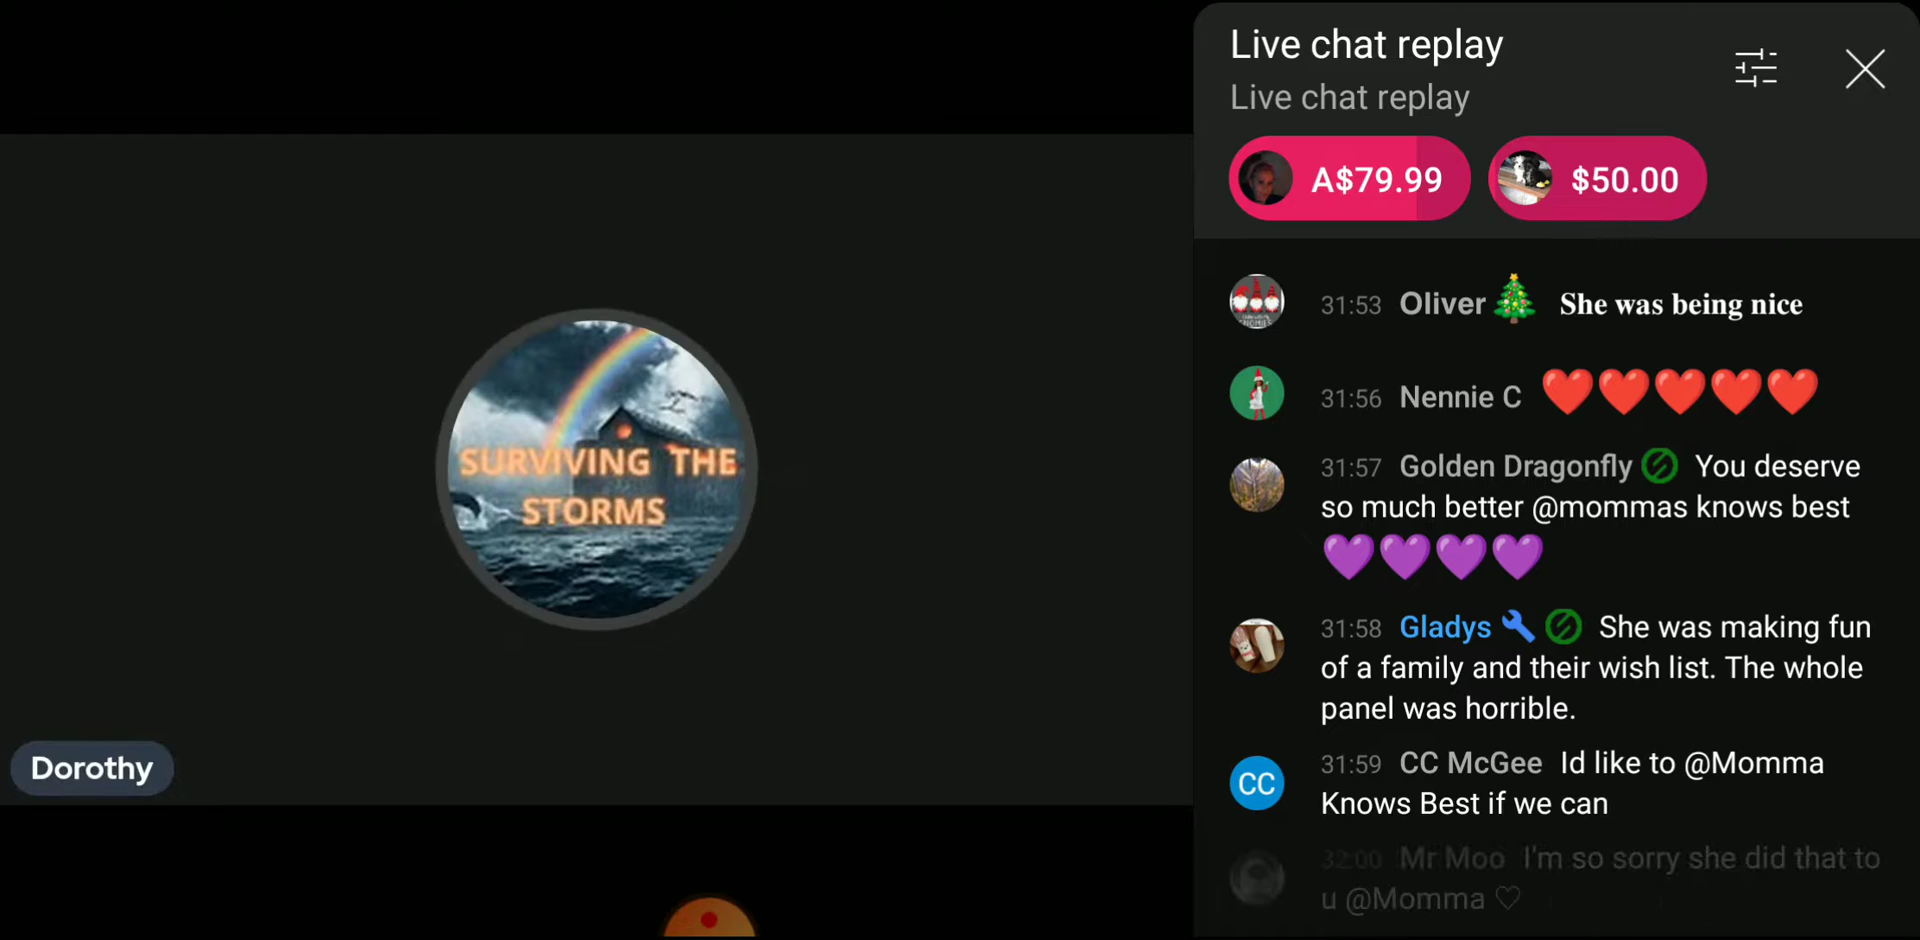 Live chat replay
Live chat replay
A$79.99 $50.00
31:53 Oliver🎄 She was being nice
31:56 Nennie C ❤️❤️❤️❤️❤️
31:57 Golden Dragonfly You deserve
so much better @mommas knows best
💜💜💜💜
31:58 Gladys She was making fun
of a family and their wish list. The whole
panel was horrible.
CC 31:59 CC McGee Id like to @Momma
Knows Best if we can
32:00 Mr Moo I'm so sorry she did that to
u @Momma ♡
SURVIVING THE
STORMS
Dorothy